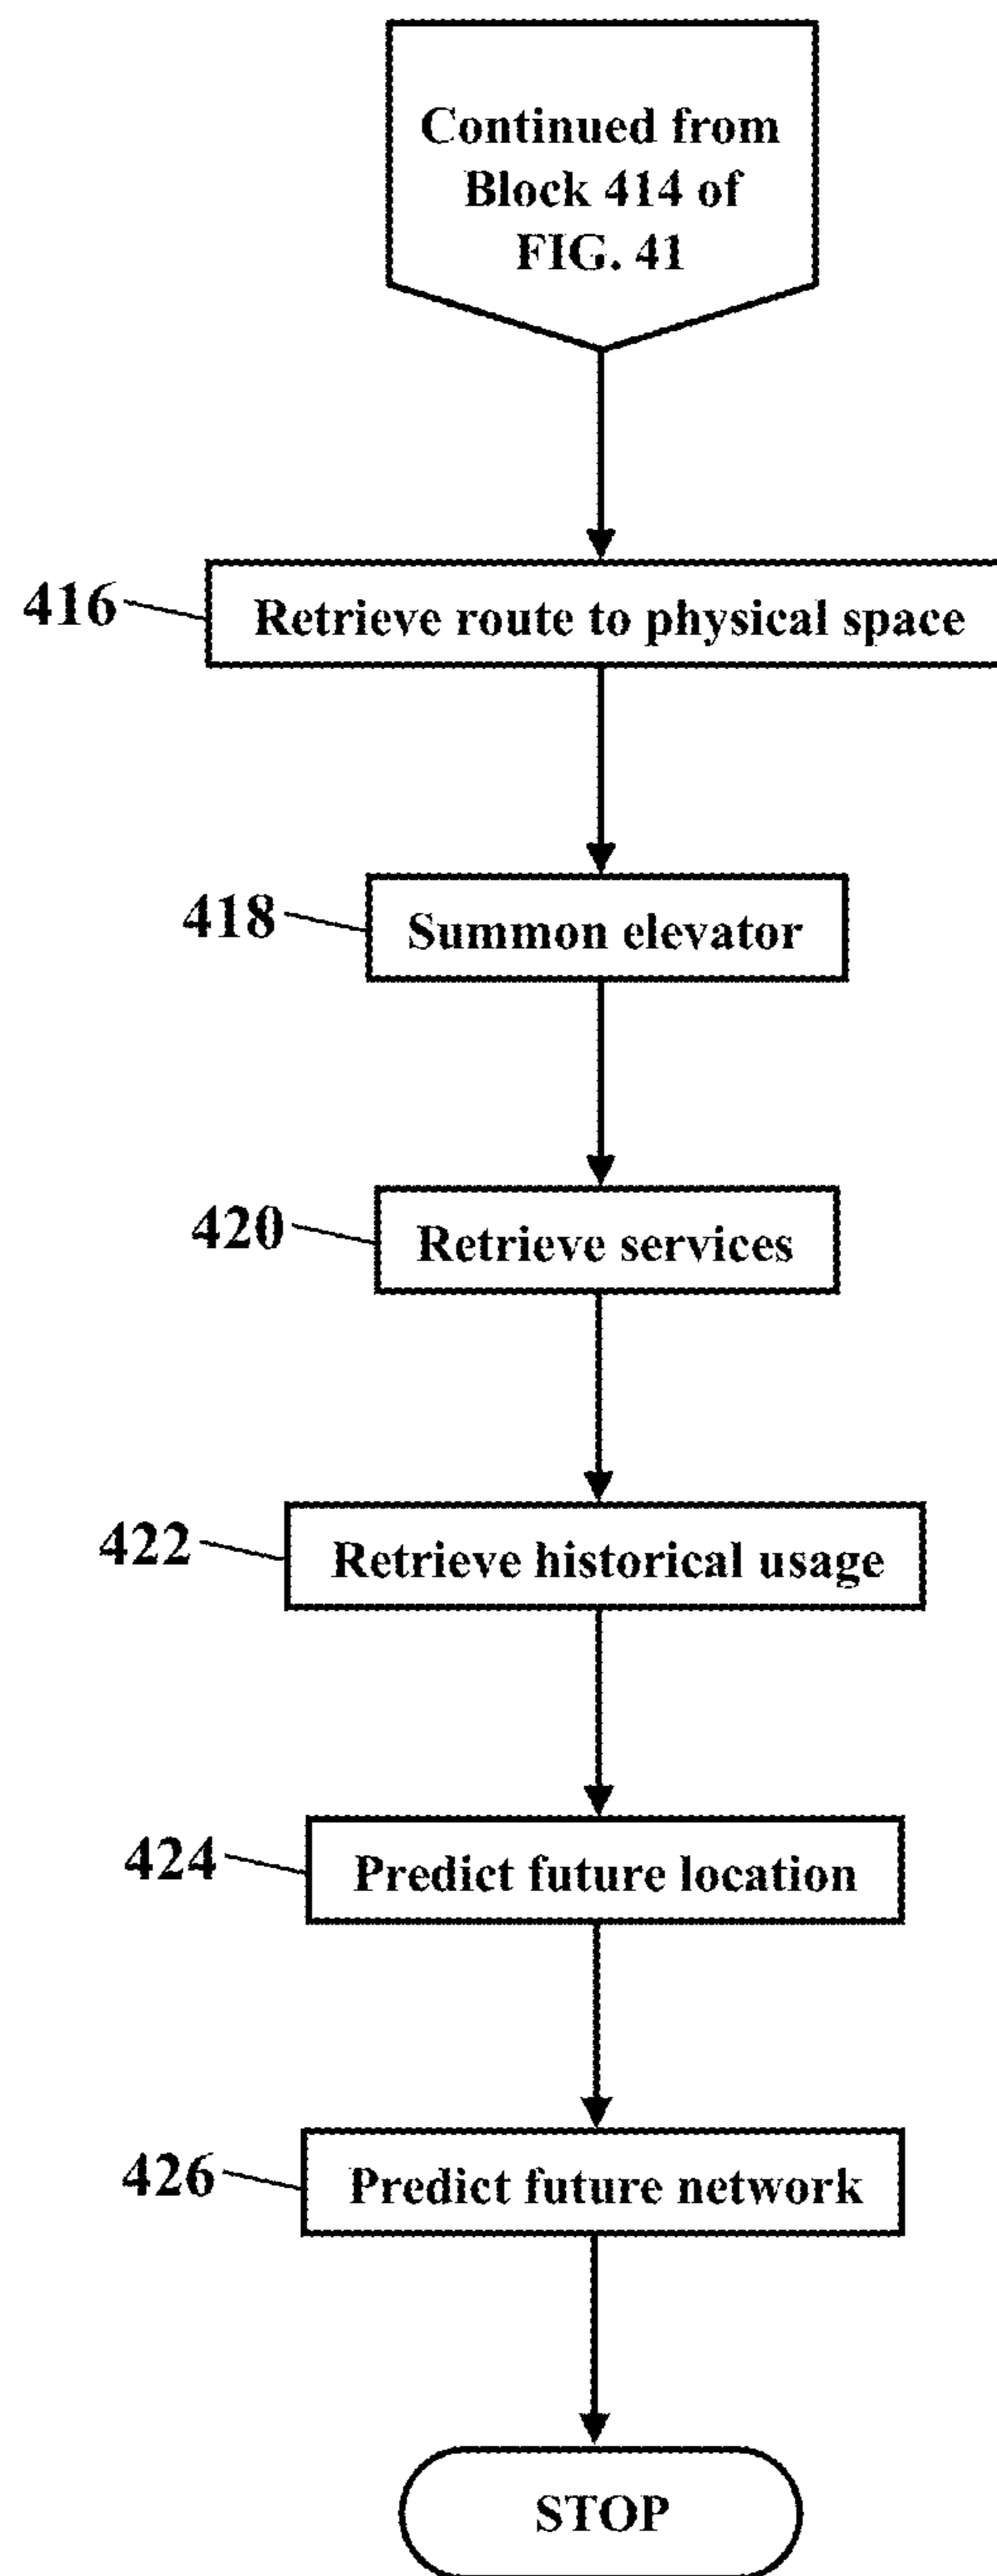 Continued from
Block 414 of
FIG. 41
416
Retrieve route to physical space
418
Summon elevator
420
Retrieve services
422
Retrieve historical usage
424
Predict future location
426
Predict future network
STOP